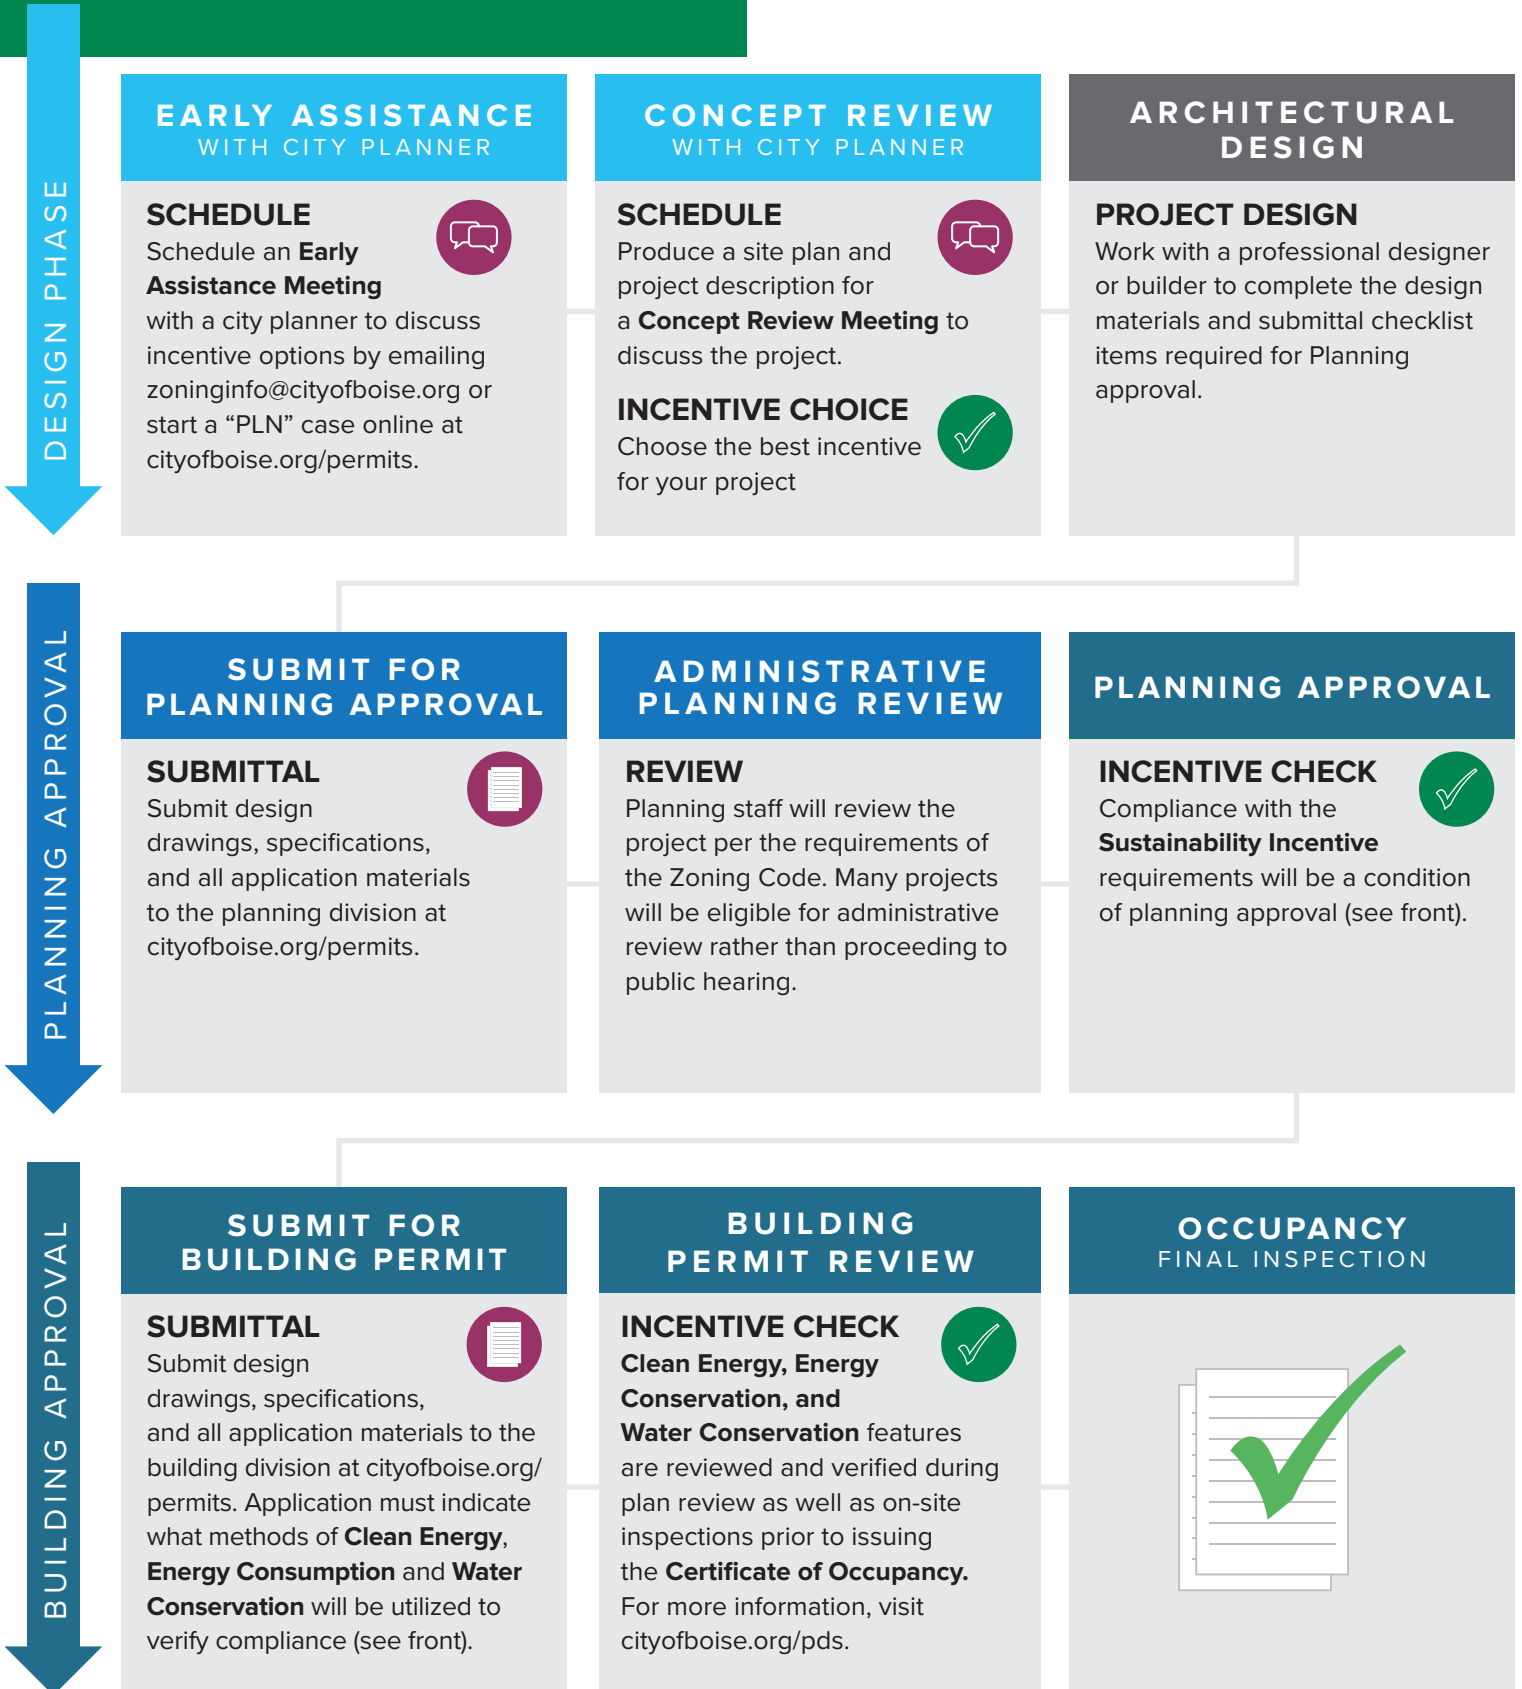 DESIGN PHASE
EARLY ASSISTANCE
WITH CITY PLANNER
SCHEDULE
Schedule an Early
Assistance Meeting
with a city planner to discuss
incentive options by emailing
zoninginfo@cityofboise.org or
start a “PLN” case online at
cityofboise.org/permits.
CONCEPT REVIEW
WITH CITY PLANNER
SCHEDULE
Produce a site plan and
project description for
a Concept Review Meeting to
discuss the project.
INCENTIVE CHOICE
Choose the best incentive
for your project
ARCHITECTURAL
DESIGN
PROJECT DESIGN
Work with a professional designer
or builder to complete the design
materials and submittal checklist
items required for Planning
approval.
PLANNING APPROVAL
SUBMIT FOR
PLANNING APPROVAL
SUBMITTAL
Submit design
drawings, specifications,
and all application materials
to the planning division at
cityofboise.org/permits.
ADMINISTRATIVE
PLANNING REVIEW
REVIEW
Planning staff will review the
project per the requirements of
the Zoning Code. Many projects
will be eligible for administrative
review rather than proceeding to
public hearing.
PLANNING APPROVAL
INCENTIVE CHECK
Compliance with the
Sustainability Incentive
requirements will be a condition
of planning approval (see front).
BUILDING APPROVAL
SUBMIT FOR
BUILDING PERMIT
SUBMITTAL
Submit design
drawings, specifications,
and all application materials to the
building division at cityofboise.org/
permits. Application must indicate
what methods of Clean Energy,
Energy Consumption and Water
Conservation will be utilized to
verify compliance (see front).
BUILDING
PERMIT REVIEW
INCENTIVE CHECK
Clean Energy, Energy
Conservation, and
Water Conservation features
are reviewed and verified during
plan review as well as on-site
inspections prior to issuing
the Certificate of Occupancy.
For more information, visit
cityofboise.org/pds.
OCCUPANCY
FINAL INSPECTION